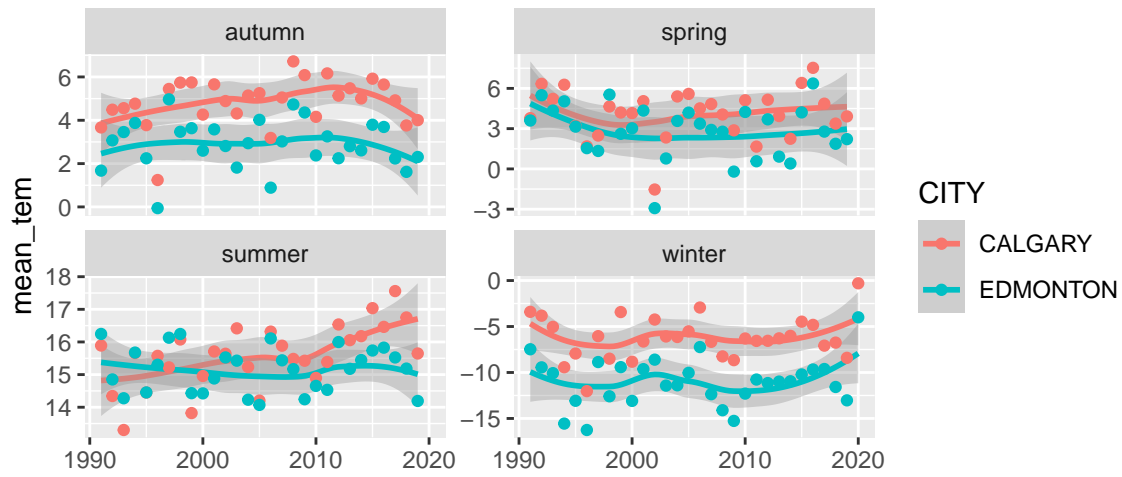 autumn
spring
6
4
2
0
6
3
0
−3
summer
winter
18
17
16
15
14
0
−5
−10
−15
1990 2000 2010 2020
1990 2000 2010 2020
mean_tem
CITY
CALGARY
EDMONTON